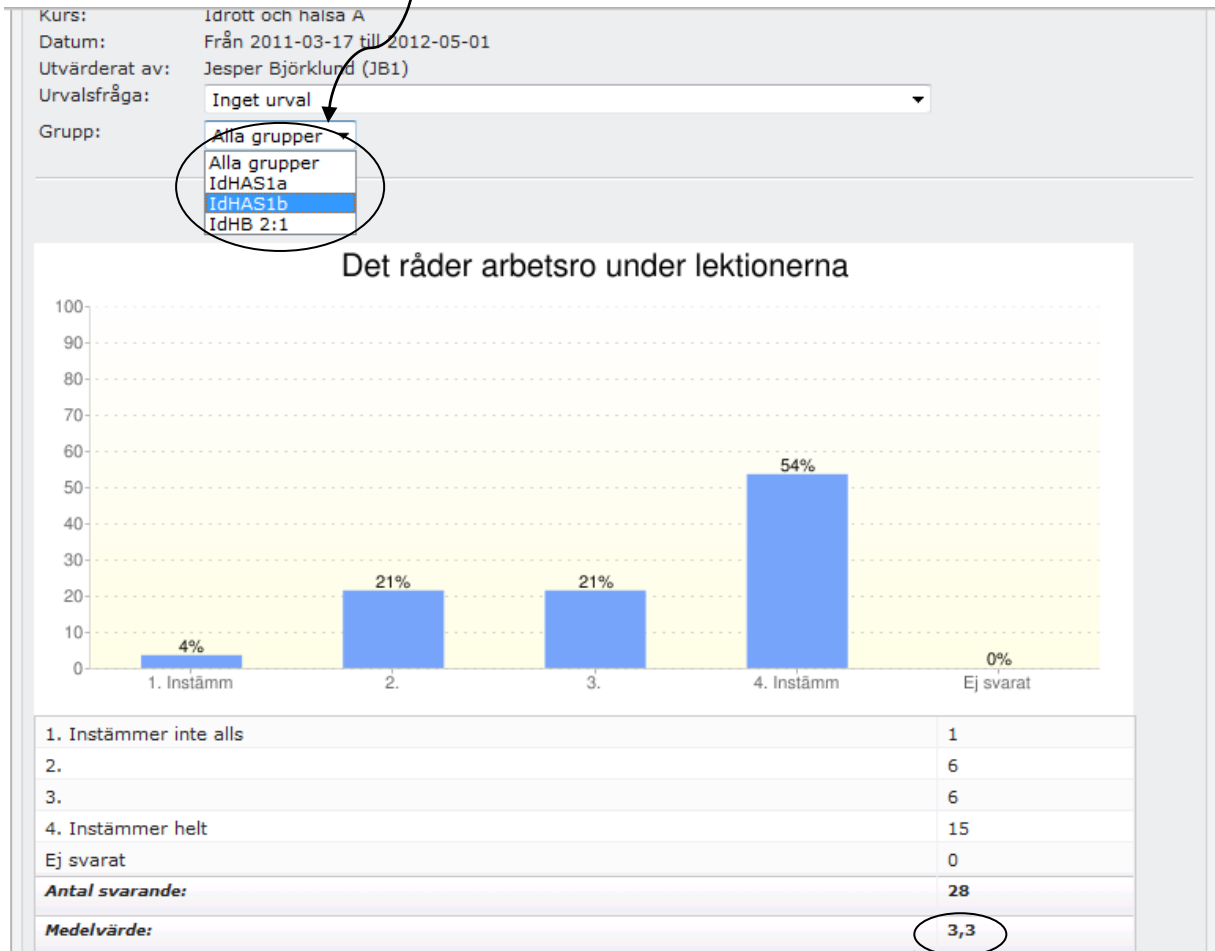 Kurs: Idrott och hälsa A
Datum: Från 2011-03-17 till 2012-05-01
Utvärderat av: Jesper Björklund (JB1)
Urvalsfråga: Inget urval
Grupp: Alla grupper
Alla grupper
IdHAS1a
IdHAS1b
IdHB 2:1
Det råder arbetsro under lektionerna
100
90
80
70
60
50
40
30
20
10
0
4%
21%
21%
54%
0%
1. Instämm 2. 3. 4. Instämm Ej svarat
1. Instämmer inte alls 1
2. 6
3. 6
4. Instämmer helt 15
Ej svarat 0
Antal svarande: 28
Medelvärde: 3,3